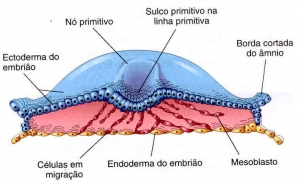 Nó primitivo
Sulco primitivo na
linha primitiva
Ectoderma do
embrião
Borda cortada
do âmnio
Células em
migração
Endoderma do embrião
Mesoblasto